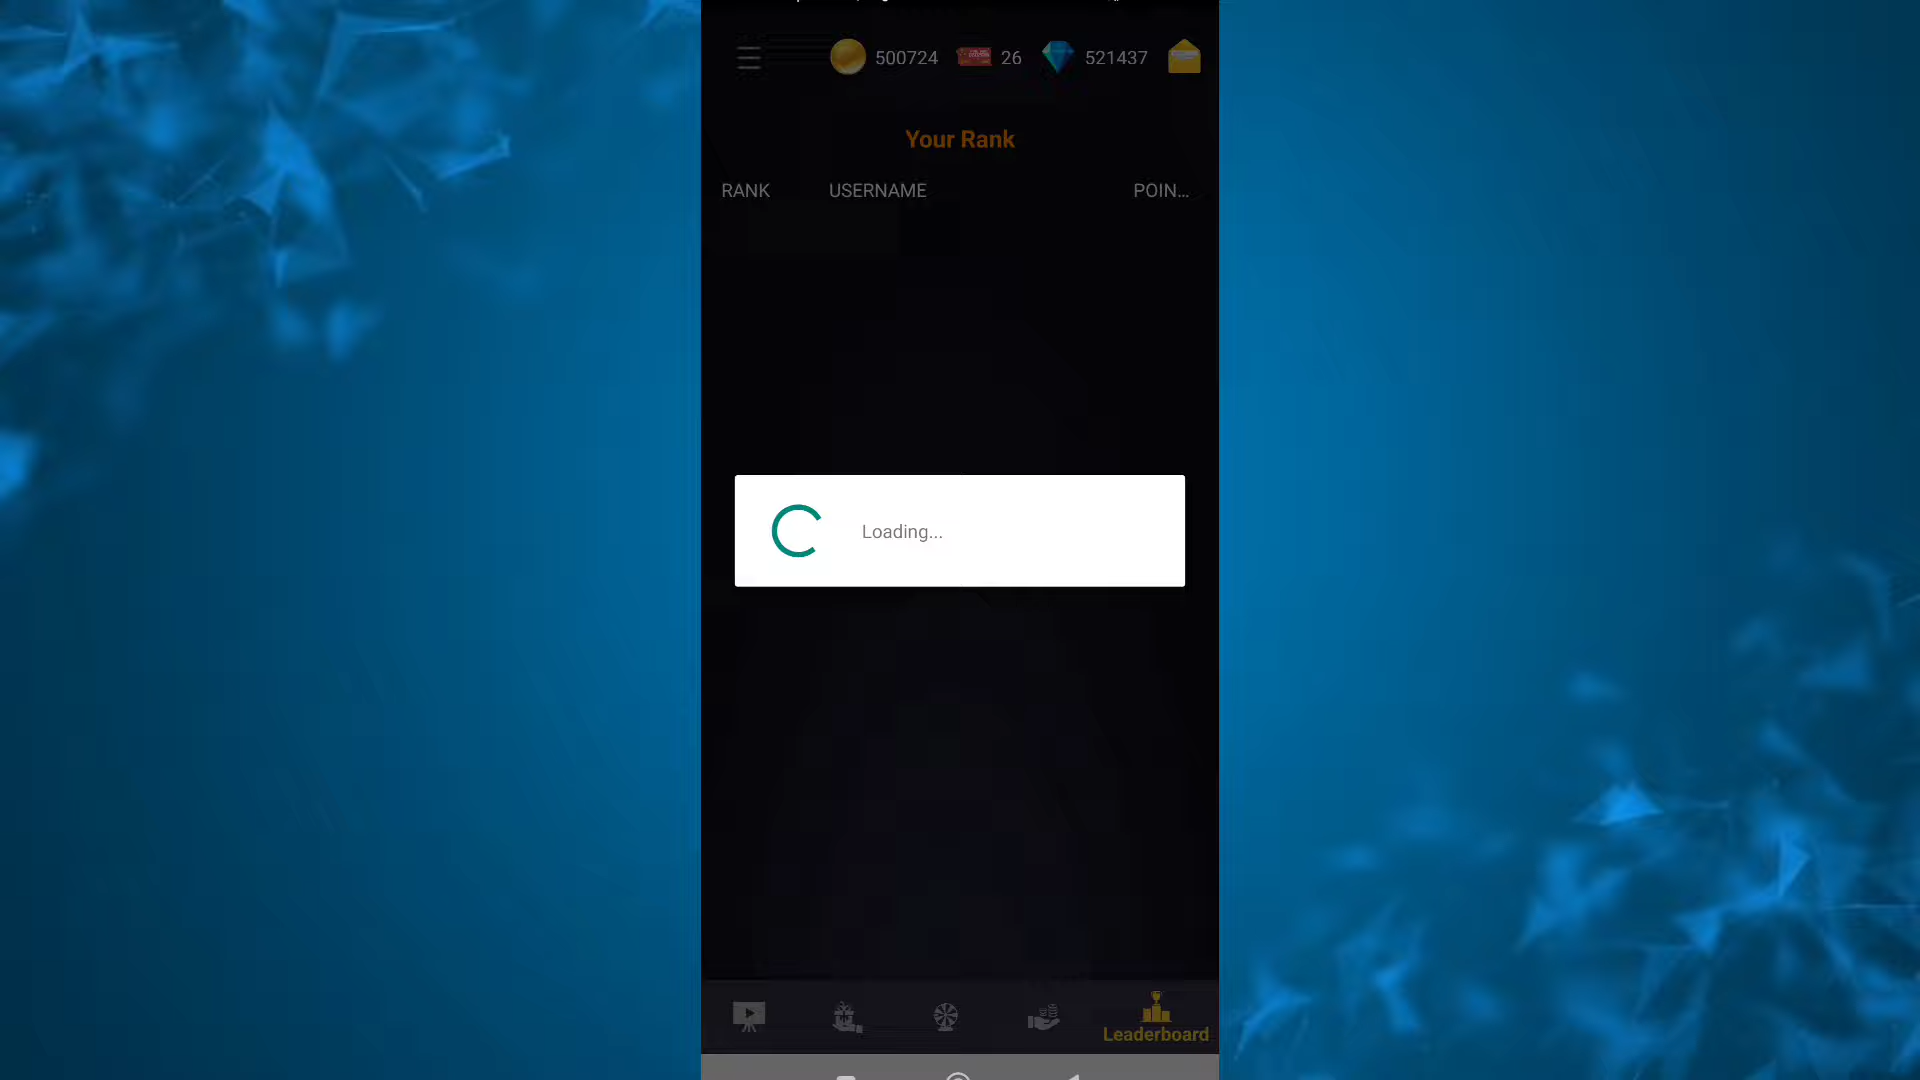 500724 26 521437
Your Rank
RANK USERNAME POIN...
Loading...
Leaderboard